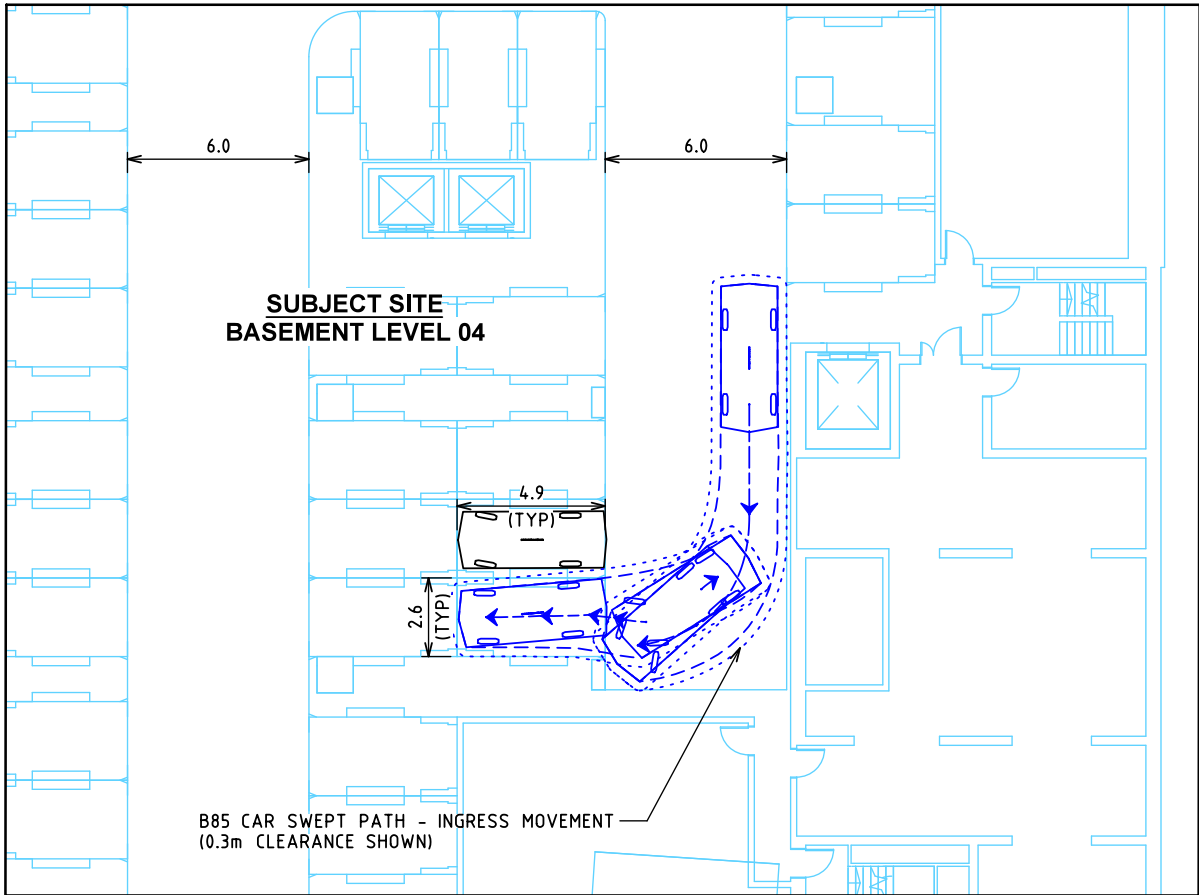 6.0
6.0
SUBJECT SITE
BASEMENT LEVEL 04
4.9
(TYP)
2.6
(TYP)
B85 CAR SWEPT PATH - INGRESS MOVEMENT
(0.3m CLEARANCE SHOWN)